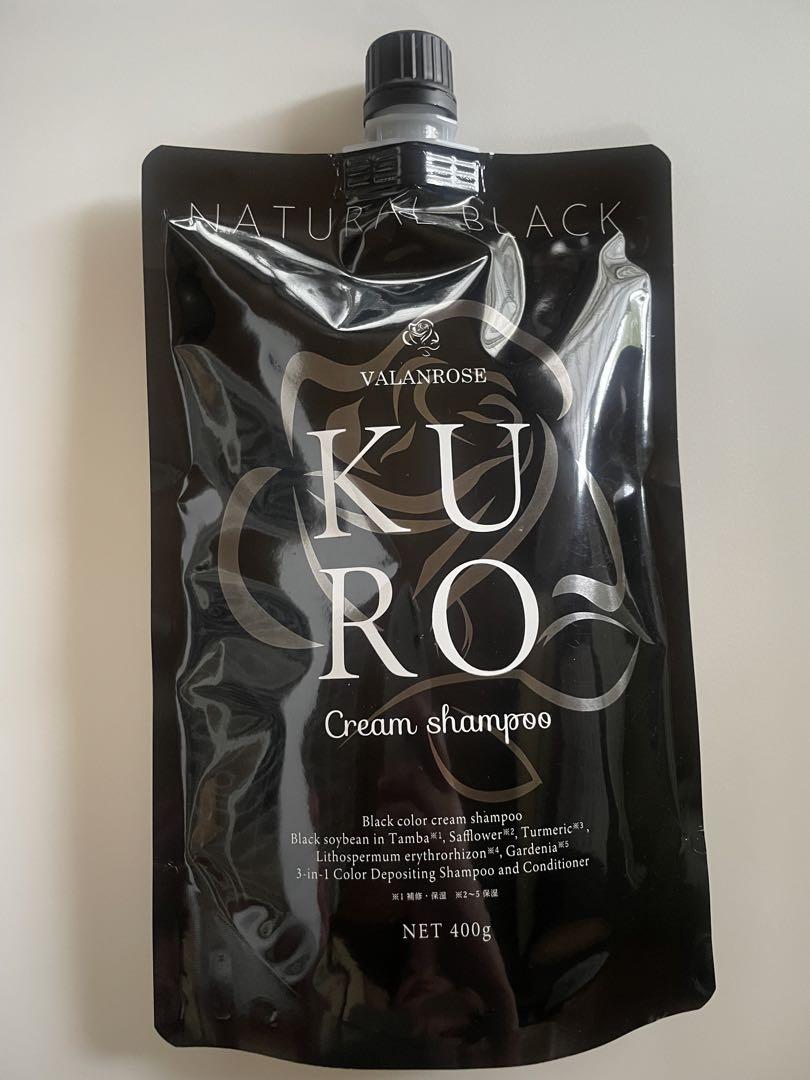 NATURAL BLACK
VALANROSE
KU
RO
Cream shampoo
Black color cream shampoo
Black soybean in Tamba※1, Safflower※2, Turmeric※3,
Lithospermum erythrorhizon※4, Gardenia※5
3-in-1 Color Depositing Shampoo and Conditioner
※1 補修・保湿 ※2～5 保湿
NET 400g